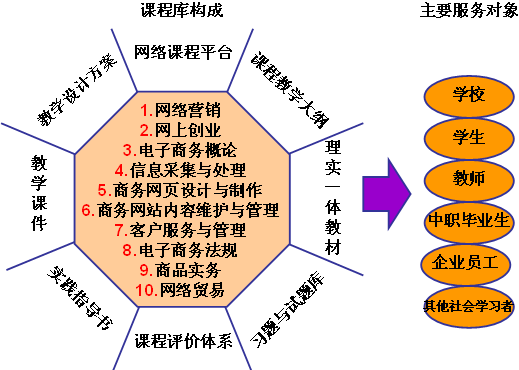 课程库构成
主要服务对象
网络课程平台
教学设计方案
课程教学大纲
教学课件
理实一体教材
实践指导书
习题与试题库
课程评价体系
1.网络营销
2.网上创业
3.电子商务概论
4.信息采集与处理
5.商务网页设计与制作
6.商务网站内容维护与管理
7.客户服务与管理
8.电子商务法规
9.商品实务
10.网络贸易
学校
学生
教师
中职毕业生
企业员工
其他社会学习者